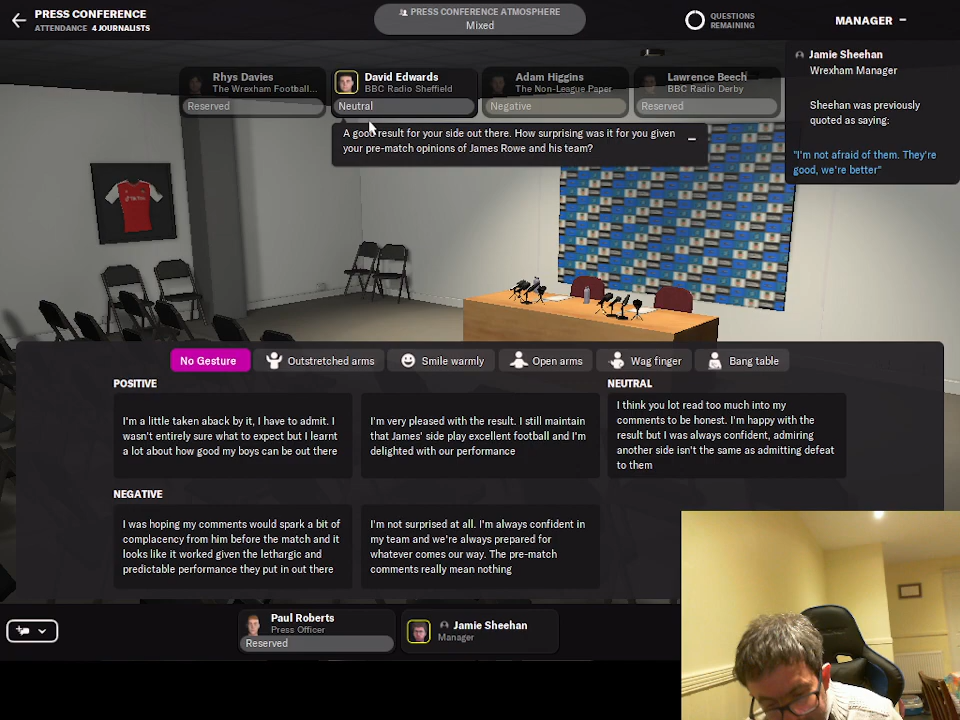 PRESS CONFERENCE
ATTENDANCE 4 JOURNALISTS
PRESS CONFERENCE ATMOSPHERE
Mixed
QUESTIONS
REMAINING
MANAGER
Jamie Sheehan
Wrexham Manager
Sheehan was previously
quoted as saying:
"I'm not afraid of them. They're
good, we're better"
Rhys Davies
The Wrexham Football...
Reserved
David Edwards
BBC Radio Sheffield
Neutral
Adam Higgins
The Non-League Paper
Negative
Lawrence Beech
BBC Radio Derby
Reserved
A good result for your side out there. How surprising was it for you given
your pre-match opinions of James Rowe and his team?
No Gesture
Outstretched arms
Smile warmly
Open arms
Wag finger
Bang table
POSITIVE
I'm a little taken aback by it, I have to admit. I
wasn't entirely sure what to expect but I learnt
a lot about how good my boys can be out there
I'm very pleased with the result. I still maintain
that James' side play excellent football and I'm
delighted with our performance
NEUTRAL
I think you lot read too much into my
comments to be honest. I'm happy with the
result but I was always confident, admiring
another side isn't the same as admitting defeat
to them
NEGATIVE
I was hoping my comments would spark a bit of
complacency from him before the match and it
looks like it worked given the lethargic and
predictable performance they put in out there
I'm not surprised at all. I'm always confident in
my team and we're always prepared for
whatever comes our way. The pre-match
comments really mean nothing
Paul Roberts
Press Officer
Reserved
Jamie Sheehan
Manager